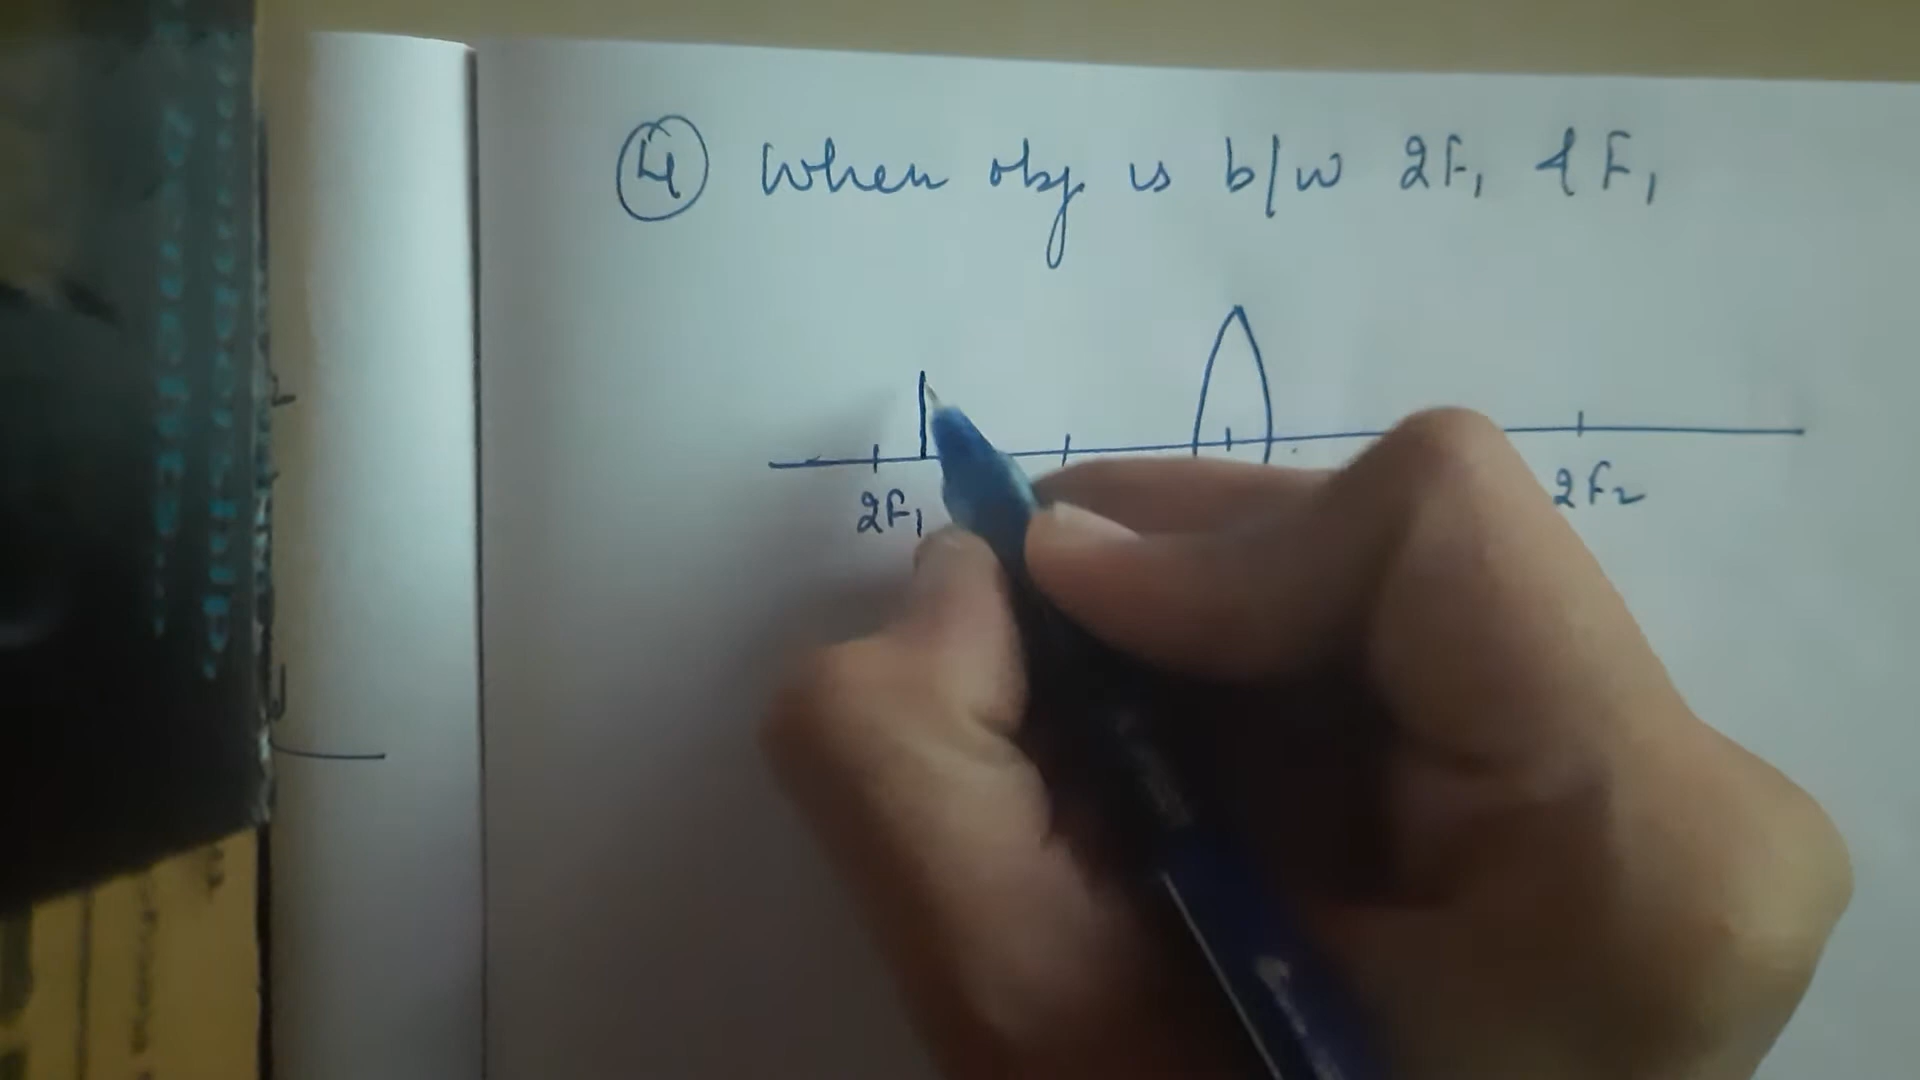 ④ When obj is b/w 2F₁ & F₁
2F₁ 2F₂